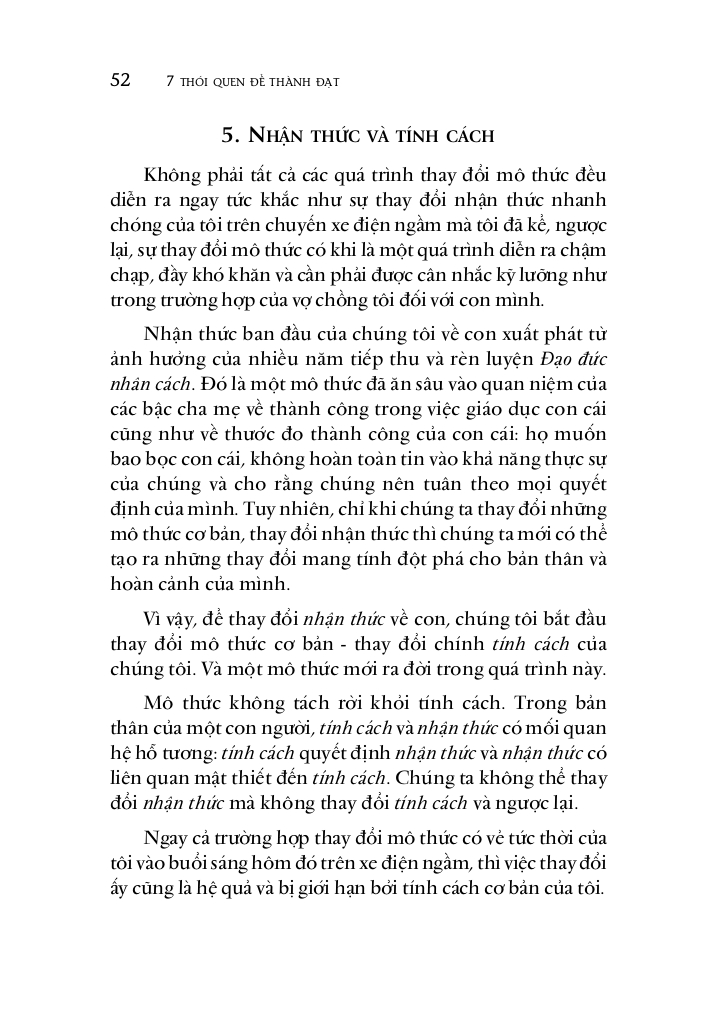 52 7 THÓI QUEN ĐỂ THÀNH ĐẠT
5. NHẬN THỨC VÀ TÍNH CÁCH
Không phải tất cả các quá trình thay đổi mô thức đều
diễn ra ngay tức khắc như sự thay đổi nhận thức nhanh
chóng của tôi trên chuyến xe điện ngầm mà tôi đã kể, ngược
lại, sự thay đổi mô thức có khi là một quá trình diễn ra chậm
chạp, đầy khó khăn và cần phải được cân nhắc kỹ lưỡng như
trong trường hợp của vợ chồng tôi đối với con mình.
Nhận thức ban đầu của chúng tôi về con xuất phát từ
ảnh hưởng của nhiều năm tiếp thu và rèn luyện Đạo đức
nhân cách. Đó là một mô thức đã ăn sâu vào quan niệm của
các bậc cha mẹ về thành công trong việc giáo dục con cái
cũng như về thước đo thành công của con cái: họ muốn
bao bọc con cái, không hoàn toàn tin vào khả năng thực sự
của chúng và cho rằng chúng nên tuân theo mọi quyết
định của mình. Tuy nhiên, chỉ khi chúng ta thay đổi những
mô thức cơ bản, thay đổi nhận thức thì chúng ta mới có thể
tạo ra những thay đổi mang tính đột phá cho bản thân và
hoàn cảnh của mình.
Vì vậy, để thay đổi nhận thức về con, chúng tôi bắt đầu
thay đổi mô thức cơ bản - thay đổi chính tính cách của
chúng tôi. Và một mô thức mới ra đời trong quá trình này.
Mô thức không tách rời khỏi tính cách. Trong bản
thân của một con người, tính cách và nhận thức có mối quan
hệ hỗ tương: tính cách quyết định nhận thức và nhận thức có
liên quan mật thiết đến tính cách. Chúng ta không thể thay
đổi nhận thức mà không thay đổi tính cách và ngược lại.
Ngay cả trường hợp thay đổi mô thức có vẻ tức thời của
tôi vào buổi sáng hôm đó trên xe điện ngầm, thì việc thay đổi
ấy cũng là hệ quả và bị giới hạn bởi tính cách cơ bản của tôi.